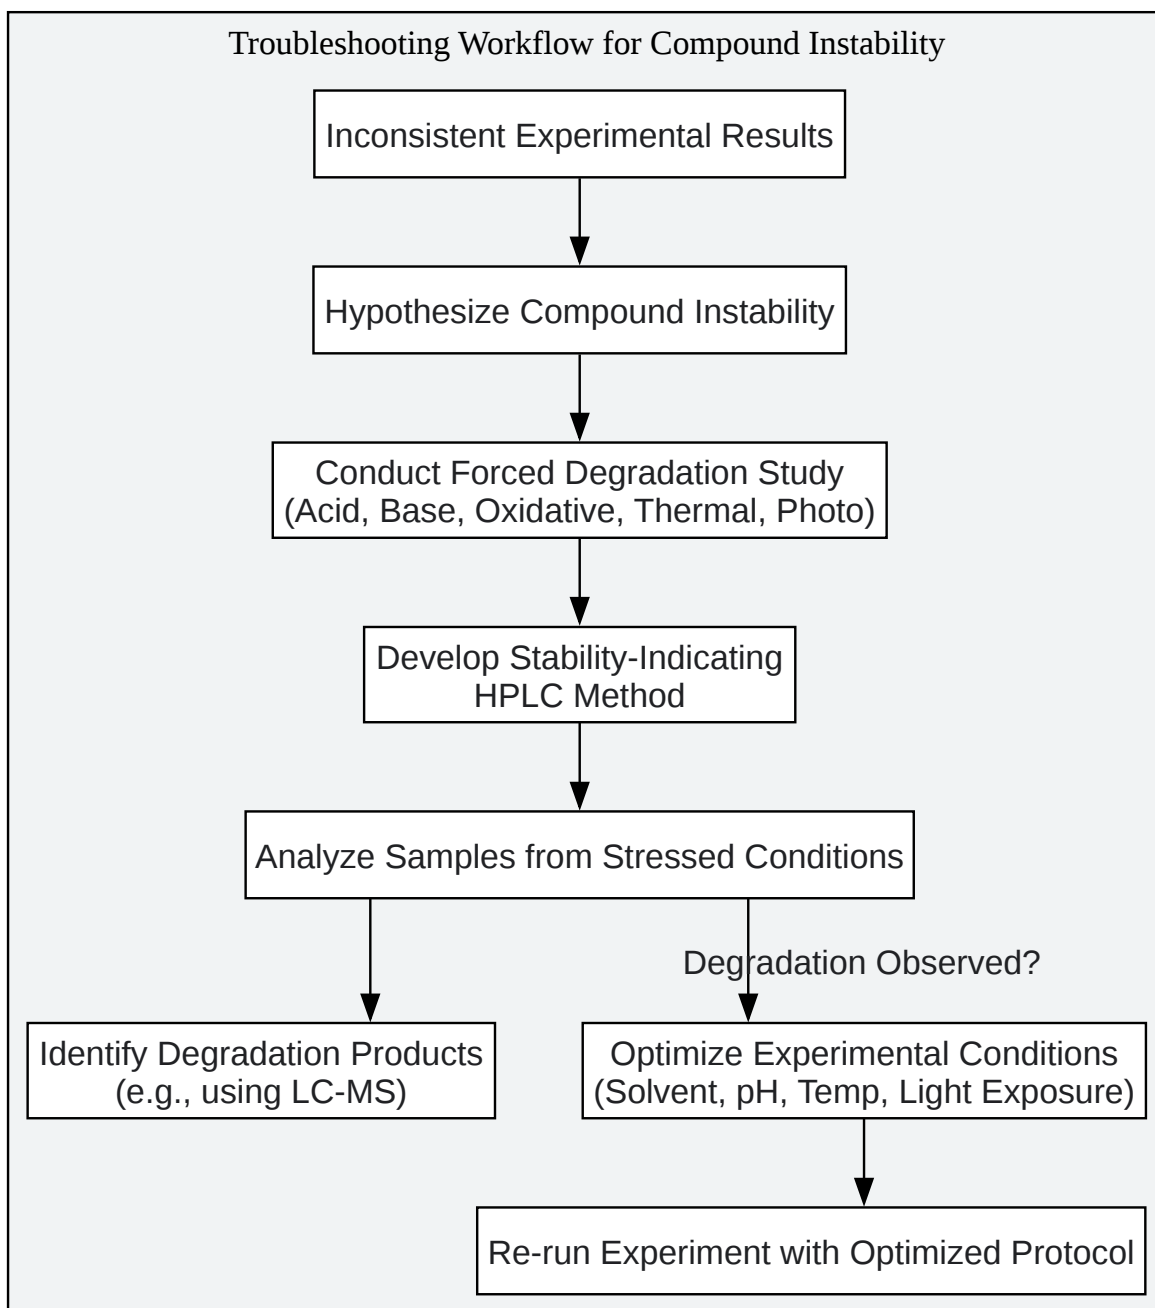 Troubleshooting Workflow for Compound Instability
Inconsistent Experimental Results
Hypothesize Compound Instability
Conduct Forced Degradation Study
(Acid, Base, Oxidative, Thermal, Photo)
Develop Stability-Indicating
HPLC Method
Analyze Samples from Stressed Conditions
Degradation Observed?
Identify Degradation Products
(e.g., using LC-MS)
Optimize Experimental Conditions
(Solvent, pH, Temp, Light Exposure)
Re-run Experiment with Optimized Protocol